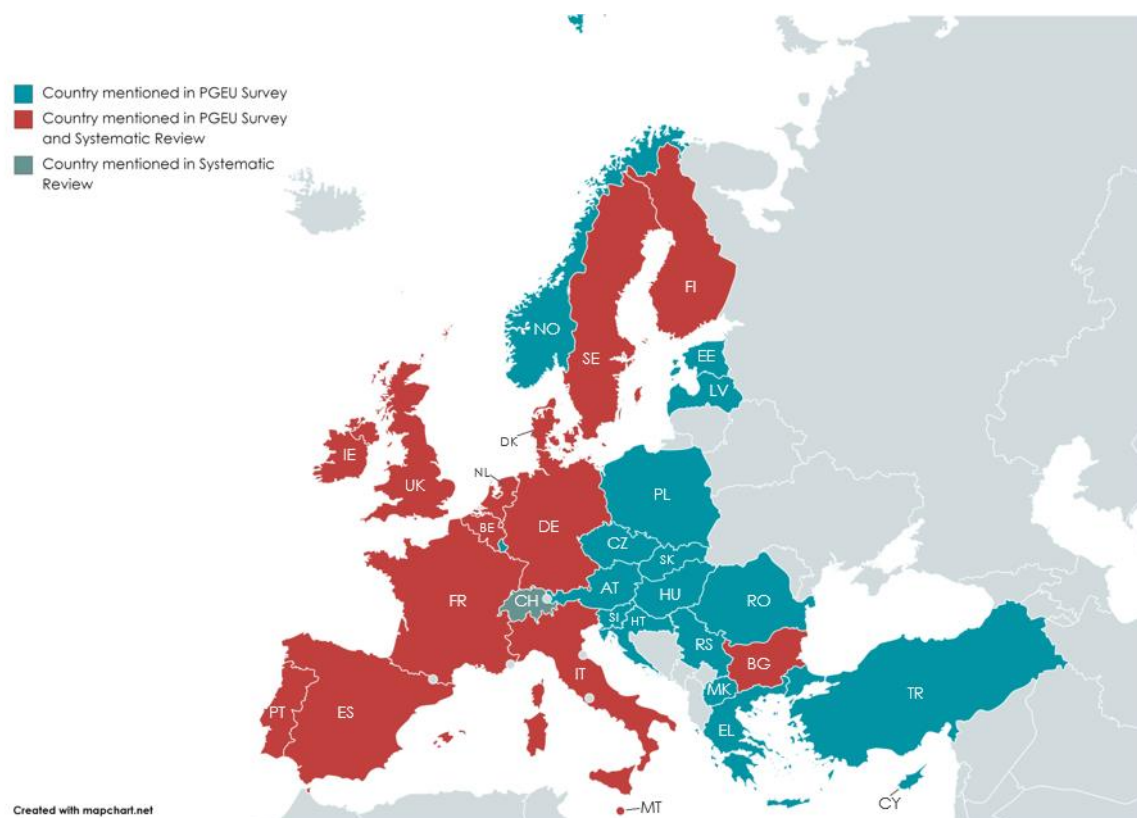 Country mentioned in PGEU Survey
Country mentioned in PGEU Survey
and Systematic Review
Country mentioned in Systematic
Review
NO
FI
SE
EE
LV
DK
IE
UK
NL
BE
DE
PL
CZ
SK
FR
CH
AT
HU
RO
SI
HT
RS
BG
IT
MK
TR
PT
ES
EL
MT
CY
Created with mapchart.net